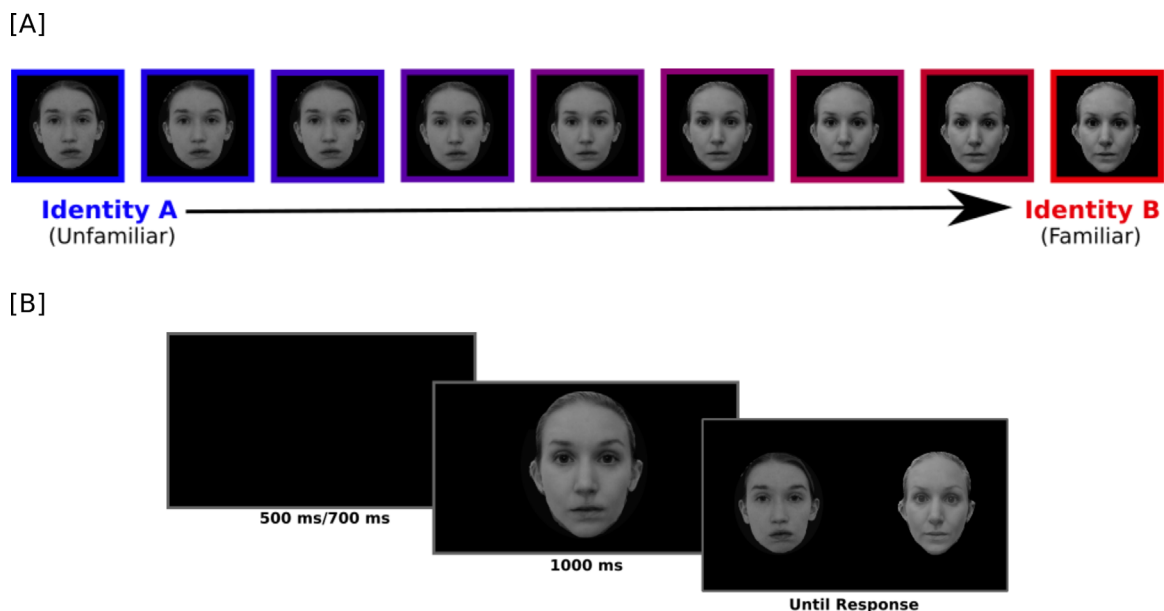 [A]
Identity A
(Unfamiliar)
Identity B
(Familiar)
[B]
500 ms/700 ms
1000 ms
Until Response